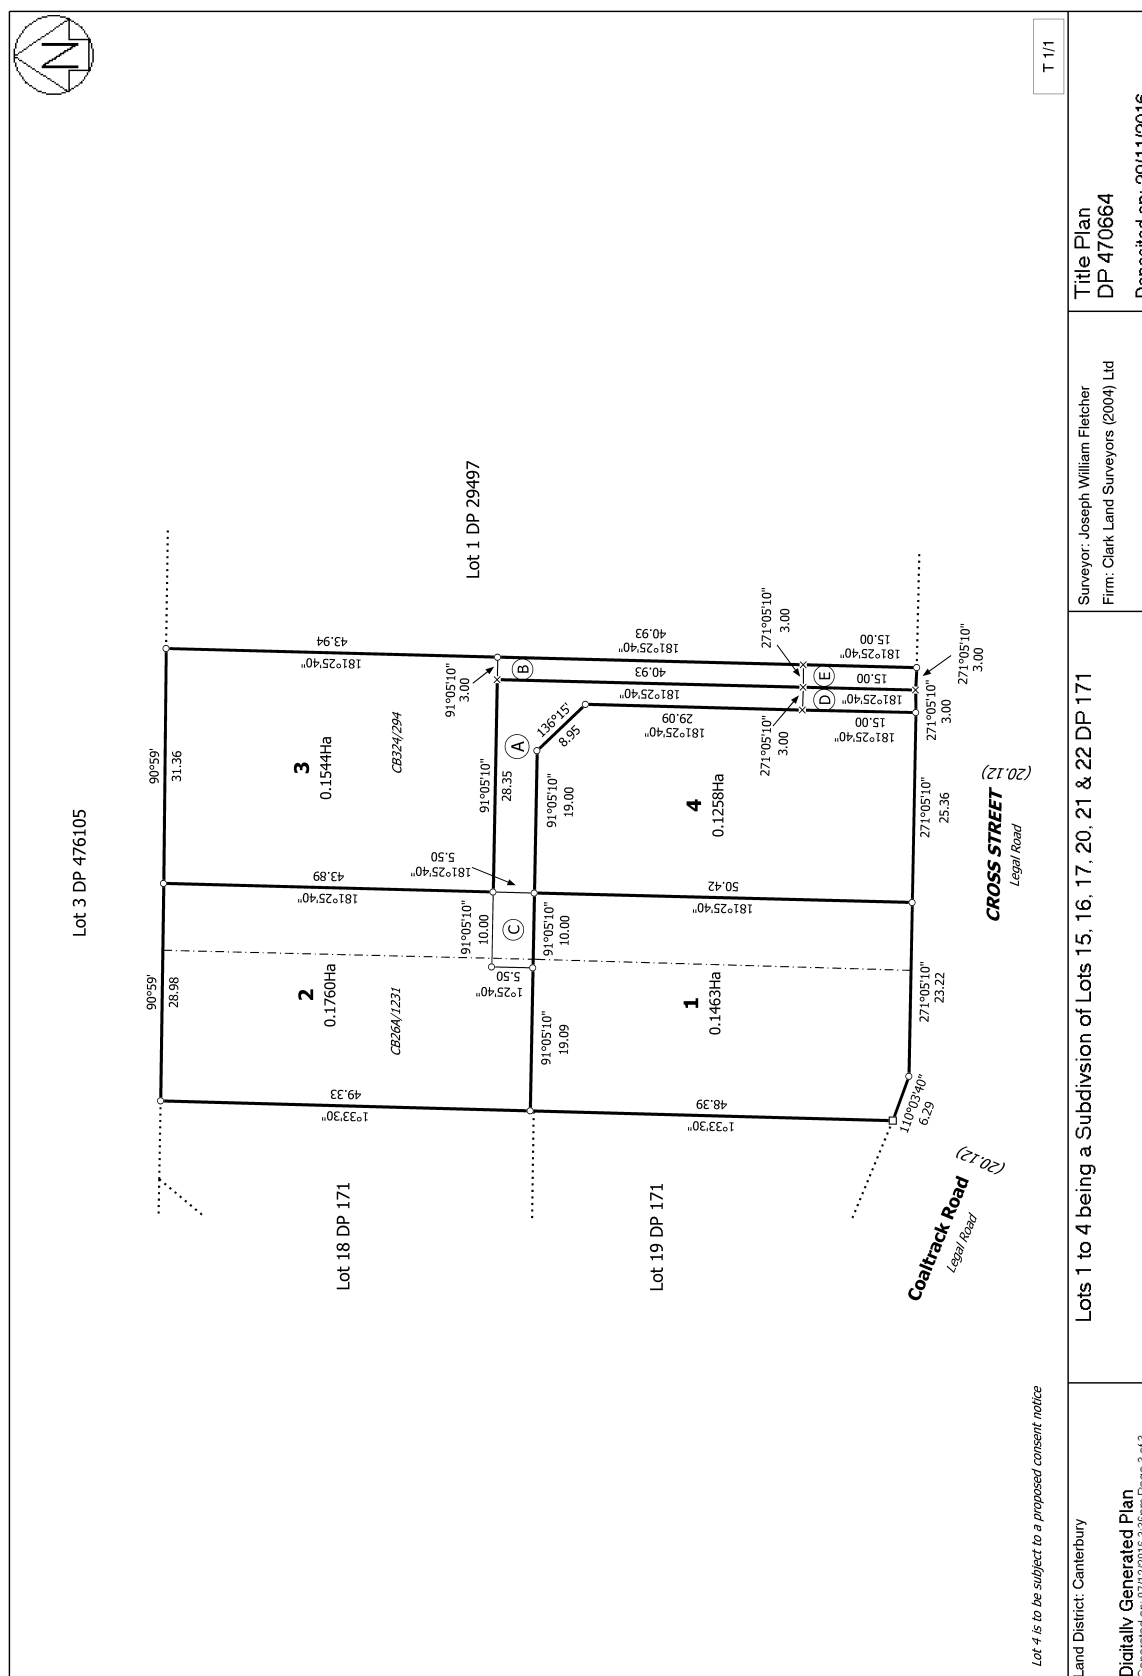 N
T 1/1
Lot 3 DP 476105
Lot 1 DP 29497
90°59'
28.98
90°59'
31.36
49.33
1°33'30"
2
0.1760Ha
CB26A/1231
43.89
181°25'40"
3
0.1544Ha
CB324/294
43.94
181°25'40"
91°05'10"
10.00
C
5.50
1°25'40"
5.50
181°25'40"
91°05'10"
28.35
A
91°05'10"
3.00
B
91°05'10"
19.09
91°05'10"
10.00
91°05'10"
19.00
136°15'
8.95
40.93
181°25'40"
40.93
181°25'40"
29.09
181°25'40"
48.39
1°33'30"
1
0.1463Ha
50.42
181°25'40"
4
0.1258Ha
271°05'10"
3.00
271°05'10"
3.00
D
E
15.00
181°25'40"
15.00
181°25'40"
15.00
181°25'40"
110°03'40"
6.29
271°05'10"
23.22
271°05'10"
25.36
271°05'10"
3.00
271°05'10"
3.00
Lot 18 DP 171
Lot 19 DP 171
Coaltrack Road
Legal Road
(20.12)
CROSS STREET
Legal Road
(20.12)
Lot 4 is to be subject to a proposed consent notice
Land District: Canterbury
Digitally Generated Plan
Lots 1 to 4 being a Subdivsion of Lots 15, 16, 17, 20, 21 & 22 DP 171
Surveyor: Joseph William Fletcher
Firm: Clark Land Surveyors (2004) Ltd
Title Plan
DP 470664